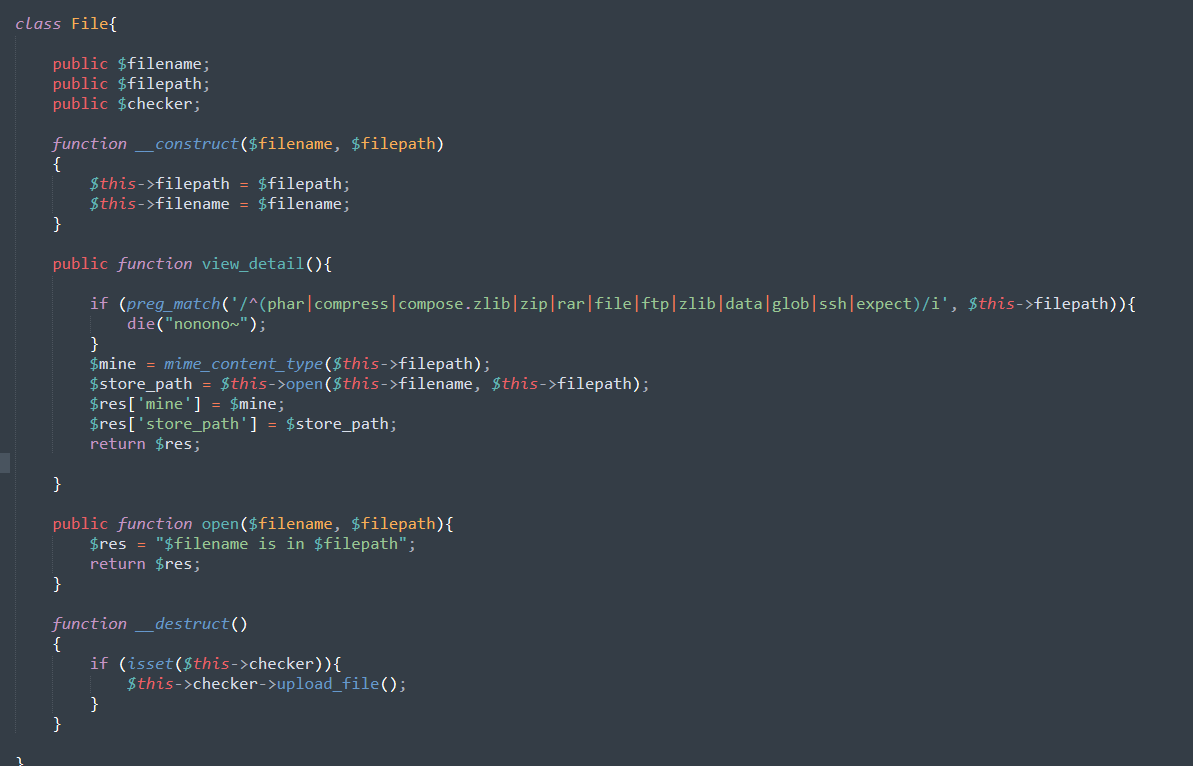 class File{
public $filename;
public $filepath;
public $checker;
function __construct($filename, $filepath)
{
$this->filepath = $filepath;
$this->filename = $filename;
}
public function view_detail(){
if (preg_match('/^(phar|compress|compose.zlib|zip|rar|file|ftp|zlib|data|glob|ssh|expect)/i', $this->filepath)){
die("nonono~");
}
$mine = mime_content_type($this->filepath);
$store_path = $this->open($this->filename, $this->filepath);
$res['mine'] = $mine;
$res['store_path'] = $store_path;
return $res;
}
public function open($filename, $filepath){
$res = "$filename is in $filepath";
return $res;
}
function __destruct()
{
if (isset($this->checker)){
$this->checker->upload_file();
}
}
}